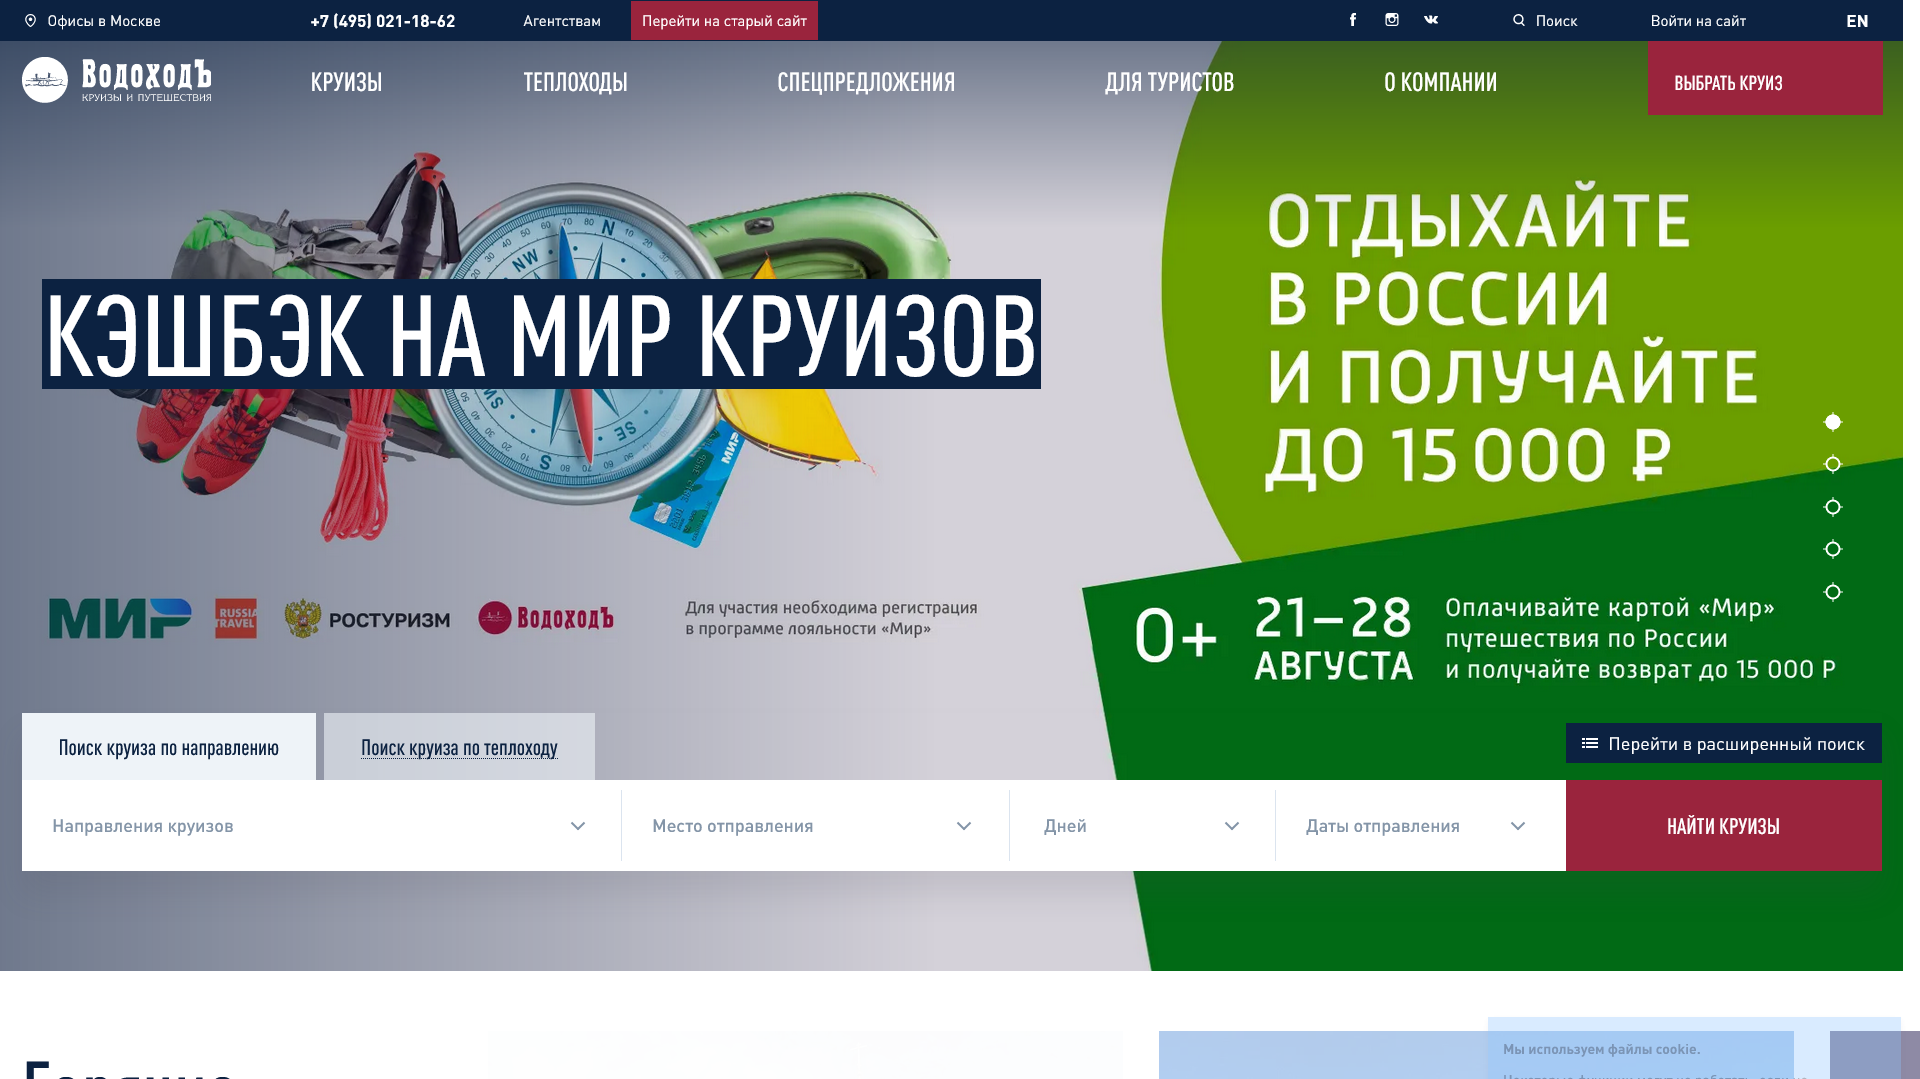 Офисы в Москве
+7 (495) 021-18-62
Агентствам
Перейти на старый сайт
Поиск
Войти на сайт
EN
ВодоходЪ
КРУИЗЫ И ПУТЕШЕСТВИЯ
КРУИЗЫ
ТЕПЛОХОДЫ
СПЕЦПРЕДЛОЖЕНИЯ
ДЛЯ ТУРИСТОВ
О КОМПАНИИ
ВЫБРАТЬ КРУИЗ
КЭШБЭК НА МИР КРУИЗОВ
N
NW
SW
S
SE
МИР
ОТДЫХАЙТЕ
В РОССИИ
И ПОЛУЧАЙТЕ
ДО 15 000 ₽
МИР
RUSSIA
TRAVEL
РОСТУРИЗМ
ВодоходЪ
Для участия необходима регистрация
в программе лояльности «Мир»
0+
21–28
АВГУСТА
Оплачивайте картой «Мир»
путешествия по России
и получайте возврат до 15 000 Р
Поиск круиза по направлению
Поиск круиза по теплоходу
Перейти в расширенный поиск
Направления круизов
Место отправления
Дней
Даты отправления
НАЙТИ КРУИЗЫ
Мы используем файлы cookie.